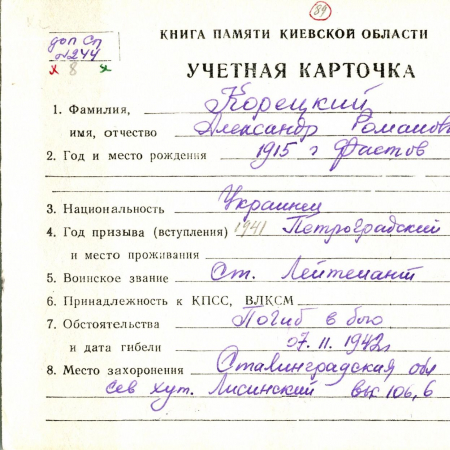 89
КНИГА ПАМЯТИ КИЕВСКОЙ ОБЛАСТИ
доп Сп
№244
х 8 х
УЧЕТНАЯ КАРТОЧКА
1. Фамилия, Корецкий
имя, отчество Александр Романов
2. Год и место рождения 1915 г Фастов
3. Национальность Украинец
4. Год призыва (вступления) 1941 Петроградский
и место проживания
5. Воинское звание Ст. Лейтенант
6. Принадлежность к КПСС, ВЛКСМ
7. Обстоятельства Погиб в бою
и дата гибели 07.11.1942г
8. Место захоронения Сталинградская обл
сев хут. Лисинский выс 106,6